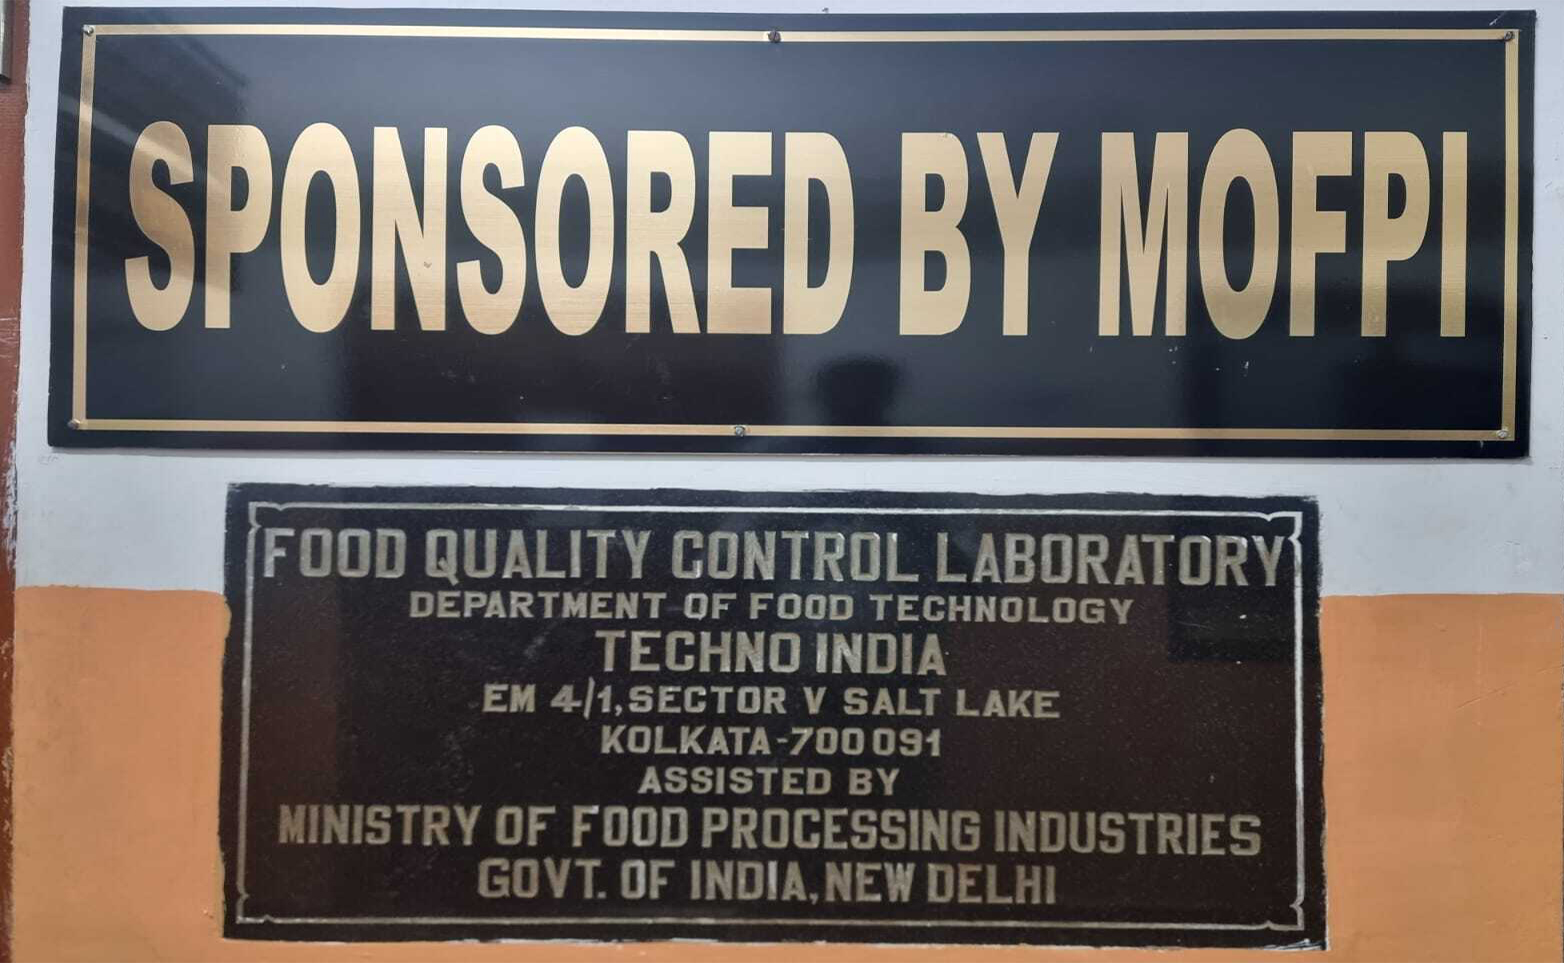 SPONSORED BY MOFPI
FOOD QUALITY CONTROL LABORATORY
DEPARTMENT OF FOOD TECHNOLOGY
TECHNO INDIA
EM 4/1, SECTOR V SALT LAKE
KOLKATA-700091
ASSISTED BY
MINISTRY OF FOOD PROCESSING INDUSTRIES
GOVT. OF INDIA, NEW DELHI